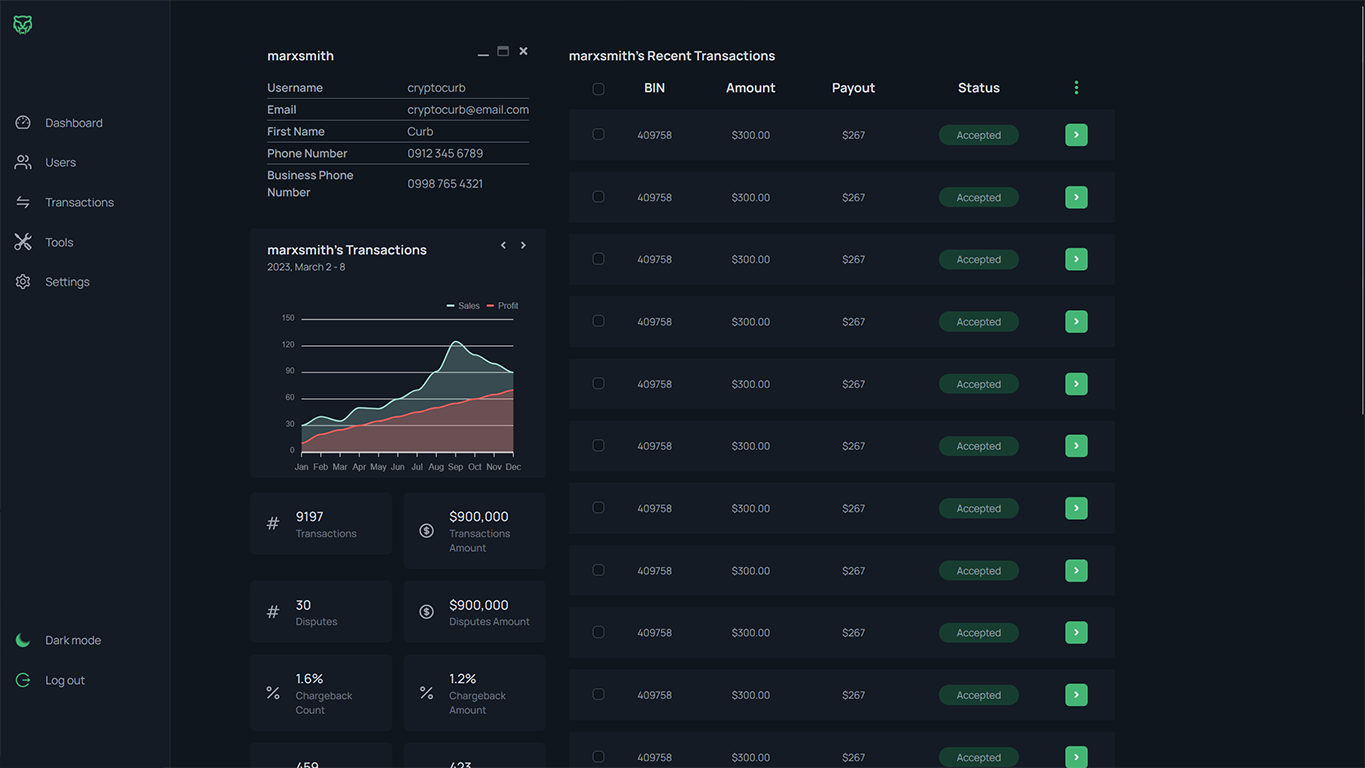 Dashboard
Users
Transactions
Tools
Settings
Dark mode
Log out
marxsmith
Username cryptocurb
Email cryptocurb@email.com
First Name Curb
Phone Number 0912 345 6789
Business Phone
Number
0998 765 4321
marxsmith's Transactions
2023, March 2 - 8
Sales Profit
150
120
90
60
30
0
Jan Feb Mar Apr May Jun Jul Aug Sep Oct Nov Dec
# 9197
Transactions
$900,000
Transactions
Amount
# 30
Disputes
$900,000
Disputes Amount
% 1.6%
Chargeback
Count
% 1.2%
Chargeback
Amount
459
423
marxsmith's Recent Transactions
BIN Amount Payout Status
409758 $300.00 $267 Accepted
409758 $300.00 $267 Accepted
409758 $300.00 $267 Accepted
409758 $300.00 $267 Accepted
409758 $300.00 $267 Accepted
409758 $300.00 $267 Accepted
409758 $300.00 $267 Accepted
409758 $300.00 $267 Accepted
409758 $300.00 $267 Accepted
409758 $300.00 $267 Accepted
409758 $300.00 $267 Accepted